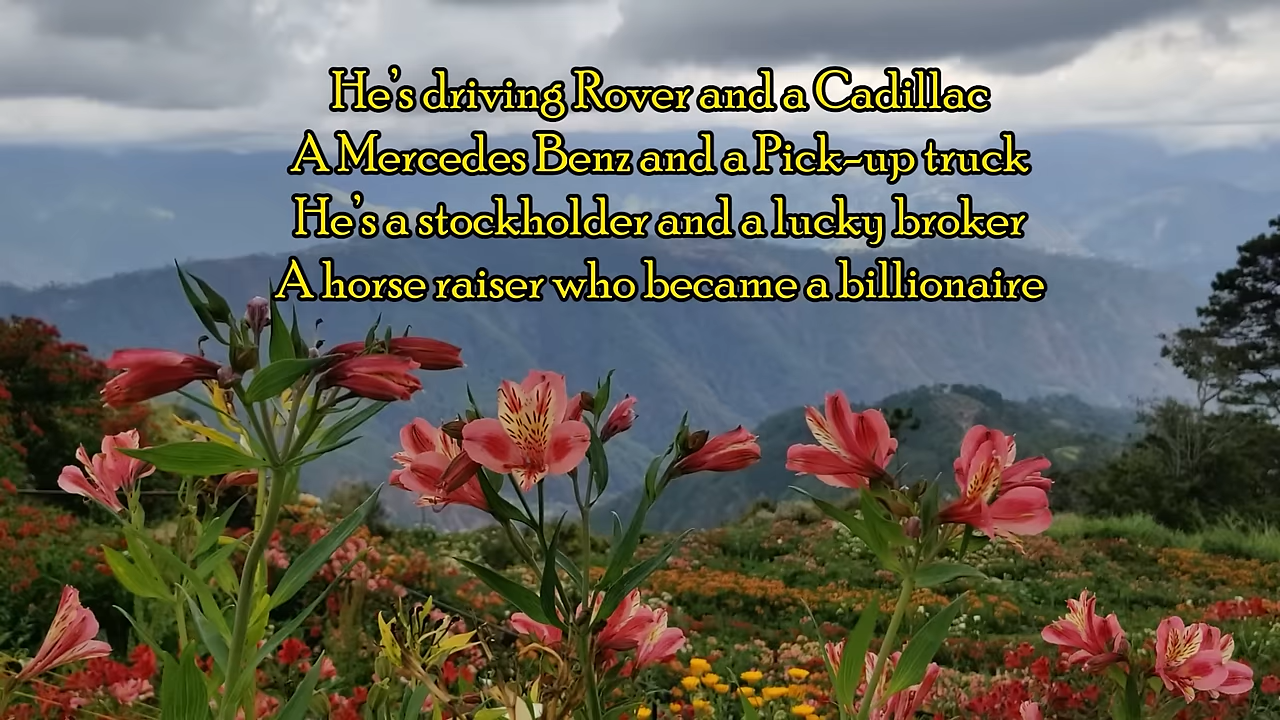 He's driving Rover and a Cadillac
A Mercedes Benz and a Pick-up truck
He's a stockholder and a lucky broker
A horse raiser who became a billionaire